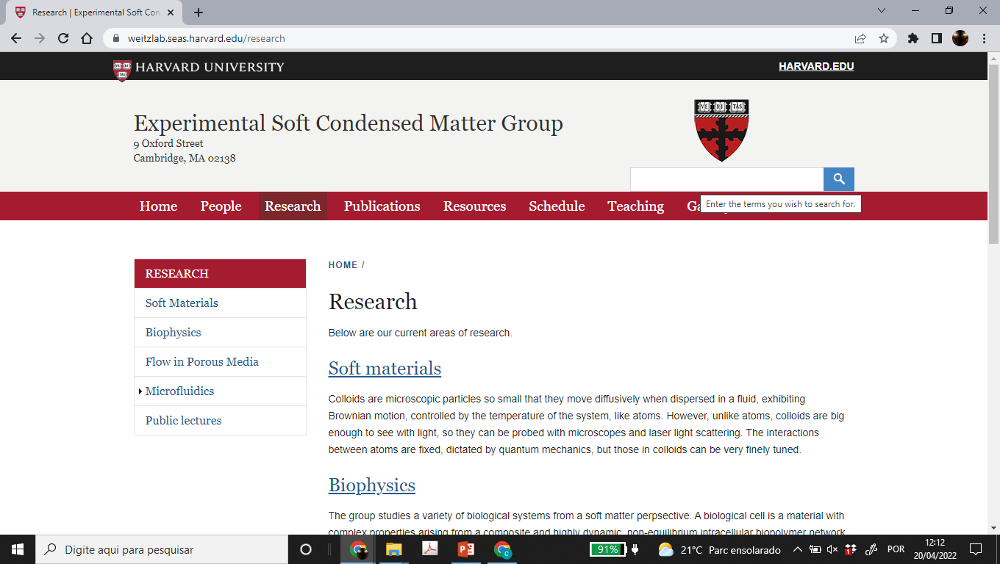 Research | Experimental Soft Con
weitzlab.seas.harvard.edu/research
HARVARD UNIVERSITY
HARVARD.EDU
VE RI TAS
Experimental Soft Condensed Matter Group
9 Oxford Street
Cambridge, MA 02138
Home People Research Publications Resources Schedule Teaching
Enter the terms you wish to search for.
RESEARCH
Soft Materials
Biophysics
Flow in Porous Media
Microfluidics
Public lectures
HOME /
Research
Below are our current areas of research.
Soft materials
Colloids are microscopic particles so small that they move diffusively when dispersed in a fluid, exhibiting
Brownian motion, controlled by the temperature of the system, like atoms. However, unlike atoms, colloids are big
enough to see with light, so they can be probed with microscopes and laser light scattering. The interactions
between atoms are fixed, dictated by quantum mechanics, but those in colloids can be very finely tuned.
Biophysics
The group studies a variety of biological systems from a soft matter perpsective. A biological cell is a material with
complex properties arising from a composite and highly dynamic, non-equilibrium intracellular biopolymer network
Digite aqui para pesquisar
91%
21°C Parc ensolarado
POR
12:12
20/04/2022